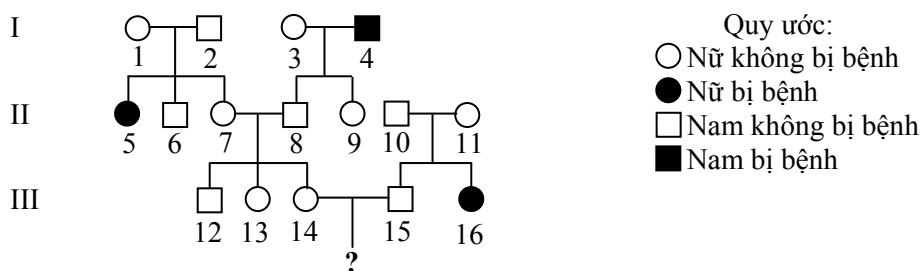 I
1 2 3 4
Quy ước:
Nữ không bị bệnh
Nữ bị bệnh
Nam không bị bệnh
Nam bị bệnh
II
5 6 7 8 9 10 11
III
12 13 14 15 16
?